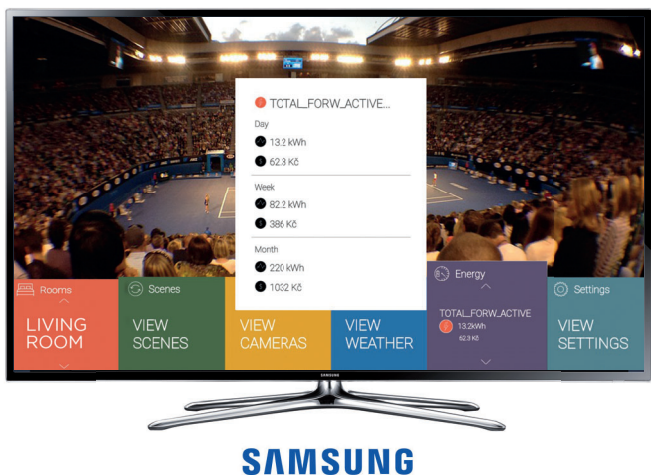 TOTAL_FORW_ACTIVE...
Day
13.2 kWh
62.3 Kč
Week
82.2 kWh
386 Kč
Month
220 kWh
1032 Kč
Rooms
LIVING
ROOM
Scenes
VIEW
SCENES
VIEW
CAMERAS
VIEW
WEATHER
Energy
TOTAL_FORW_ACTIVE
13.2kWh
62.3 Kč
Settings
VIEW
SETTINGS
SAMSUNG
SAMSUNG